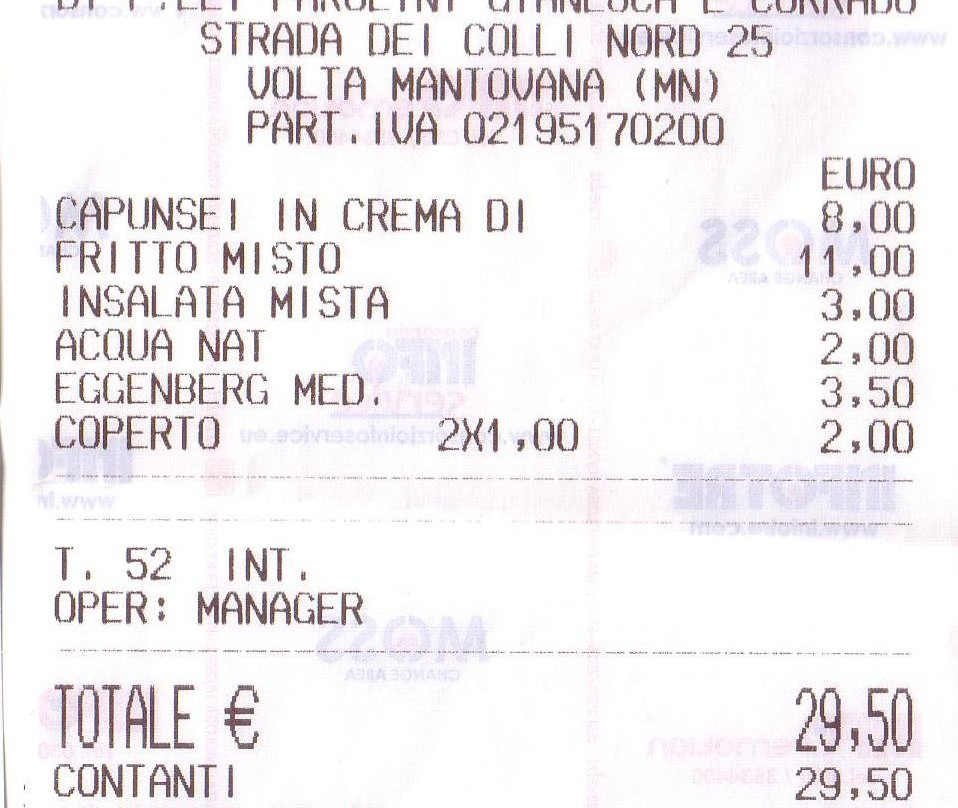 STRADA DEI COLLI NORD 25
VOLTA MANTOVANA (MN)
PART.IVA 02195170200
EURO
CAPUNSEI IN CREMA DI 8,00
FRITTO MISTO 11,00
INSALATA MISTA 3,00
ACQUA NAT 2,00
EGGENBERG MED. 3,50
COPERTO 2X1,00 2,00
T. 52 INT.
OPER: MANAGER
TOTALE € 29,50
CONTANTI 29,50